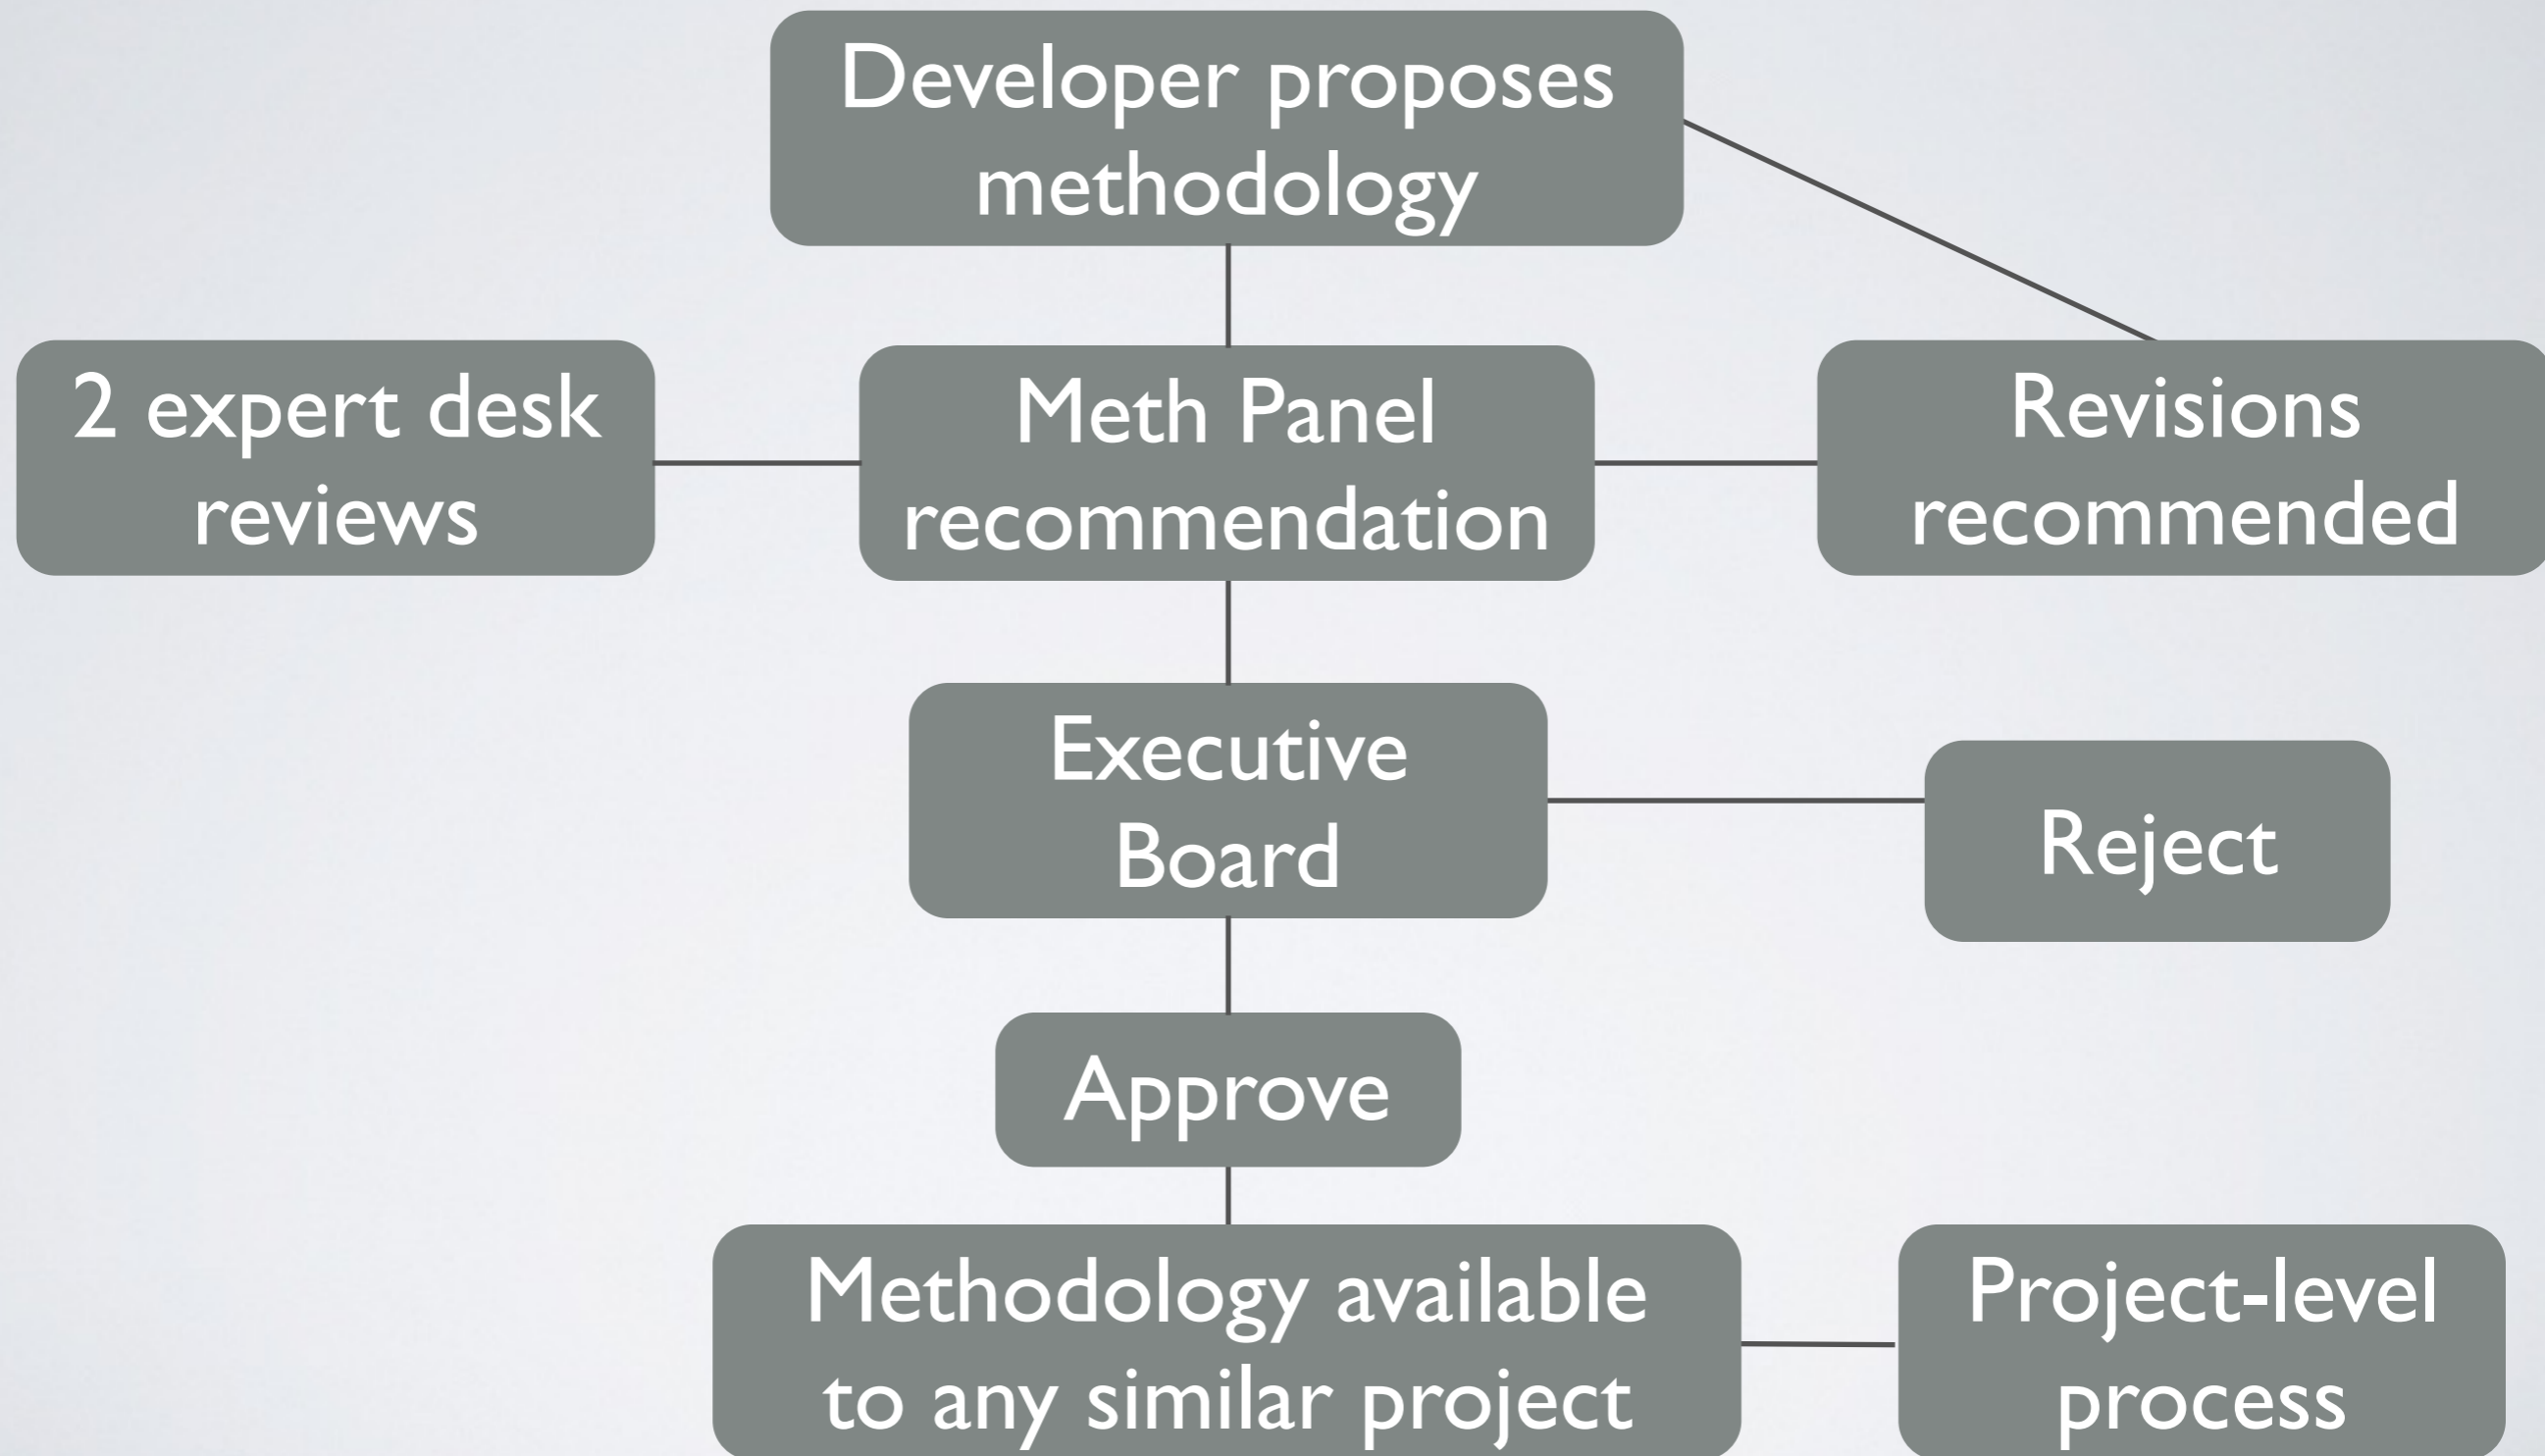 Developer proposes
methodology
2 expert desk
reviews
Meth Panel
recommendation
Revisions
recommended
Executive
Board
Reject
Approve
Methodology available
to any similar project
Project-level
process